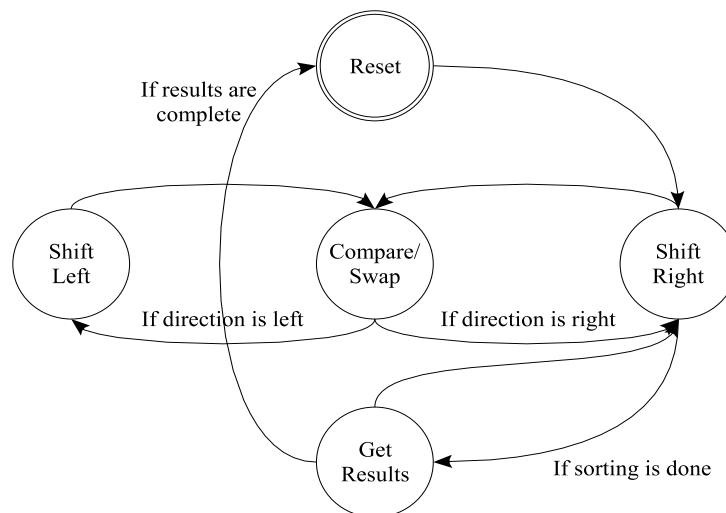 Reset
If results are
complete
Shift
Left
Compare/
Swap
Shift
Right
If direction is left
If direction is right
Get
Results
If sorting is done